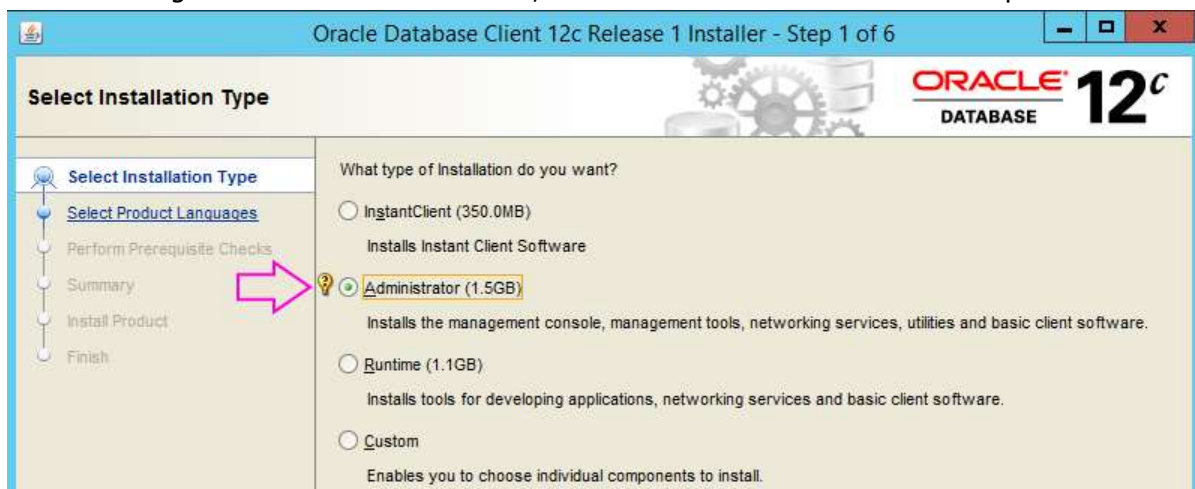 Oracle Database Client 12c Release 1 Installer - Step 1 of 6
Select Installation Type
ORACLE
DATABASE
12c
Select Installation Type
Select Product Languages
Perform Prerequisite Checks
Summary
Install Product
Finish
What type of Installation do you want?
InstantClient (350.0MB)
Installs Instant Client Software
Administrator (1.5GB)
Installs the management console, management tools, networking services, utilities and basic client software.
Runtime (1.1GB)
Installs tools for developing applications, networking services and basic client software.
Custom
Enables you to choose individual components to install.